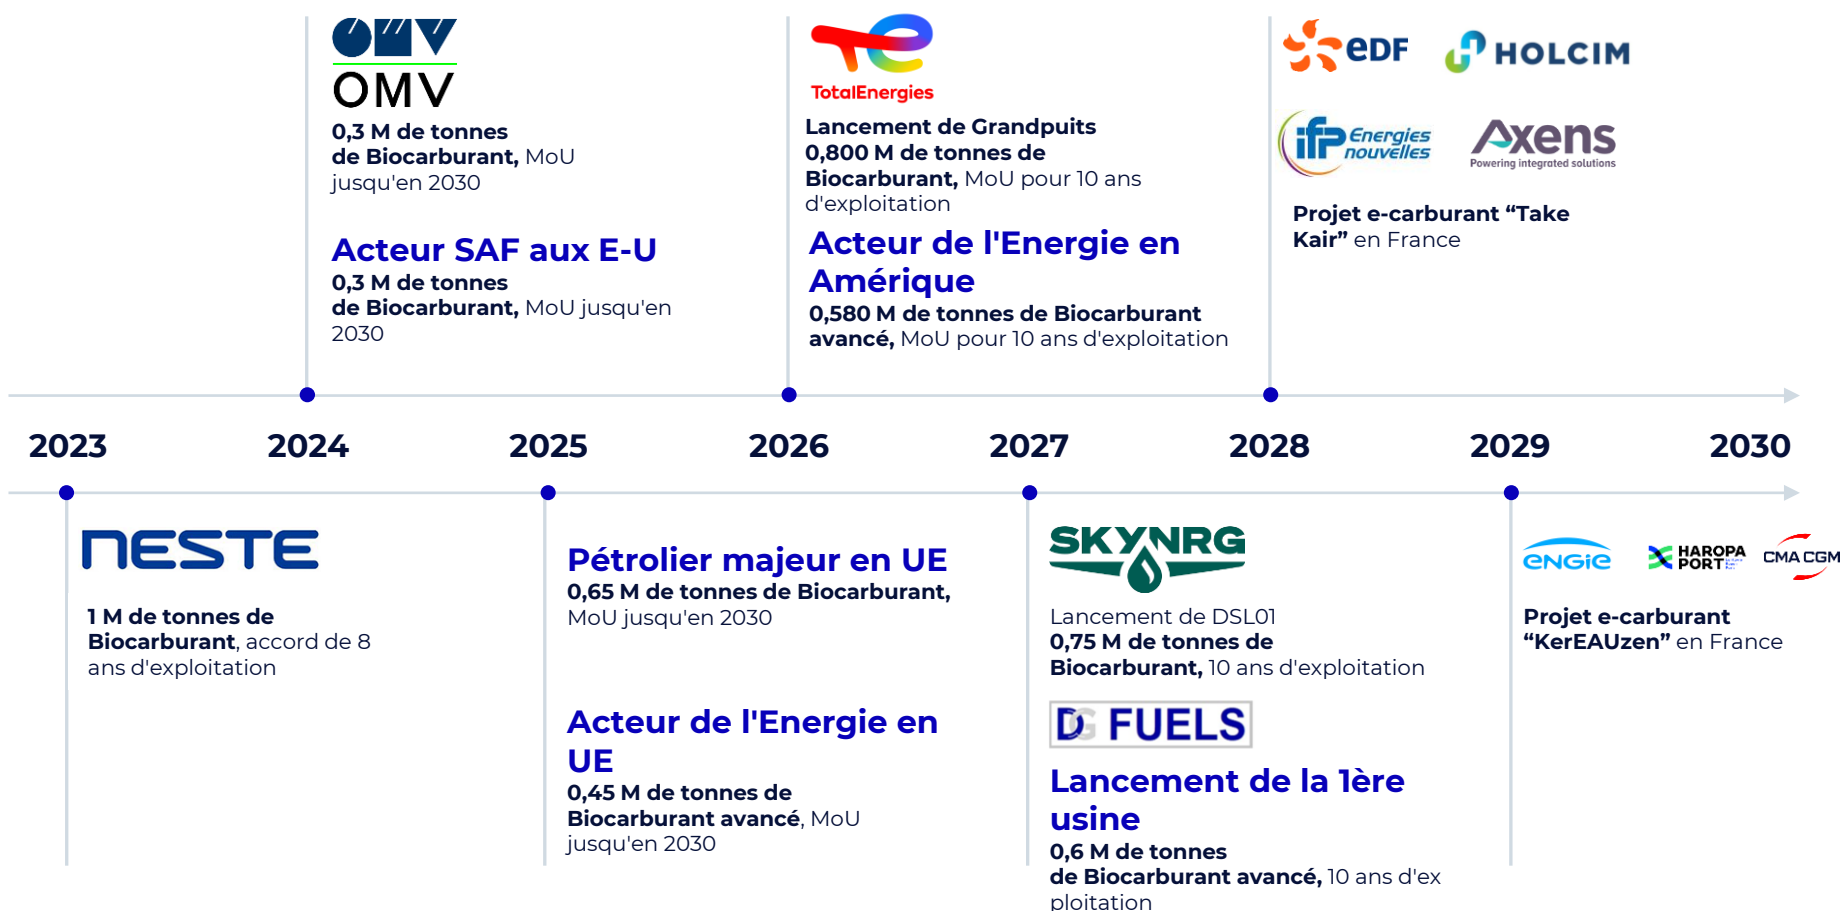 OMV
OMV
0,3 M de tonnes
de Biocarburant, MoU
jusqu'en 2030
Acteur SAF aux E-U
0,3 M de tonnes
de Biocarburant, MoU jusqu'en
2030
TotalEnergies
Lancement de Grandpuits
0,800 M de tonnes de
Biocarburant, MoU pour 10 ans
d'exploitation
Acteur de l'Energie en
Amérique
0,580 M de tonnes de Biocarburant
avancé, MoU pour 10 ans d'exploitation
eDF
HOLCIM
ifp Energies
nouvelles
Axens
Powering integrated solutions
Projet e-carburant “Take
Kair” en France
2023 2024 2025 2026 2027 2028 2029 2030
NESTE
1 M de tonnes de
Biocarburant, accord de 8
ans d'exploitation
Pétrolier majeur en UE
0,65 M de tonnes de Biocarburant,
MoU jusqu'en 2030
Acteur de l'Energie en
UE
0,45 M de tonnes de
Biocarburant avancé, MoU
jusqu'en 2030
SKYNRG
Lancement de DSL01
0,75 M de tonnes de
Biocarburant, 10 ans d'exploitation
DG FUELS
Lancement de la 1ère
usine
0,6 M de tonnes
de Biocarburant avancé, 10 ans d'ex
ploitation
ENGIE
HAROPA
PORT
CMA CGM
Projet e-carburant
“KerEAUzen” en France